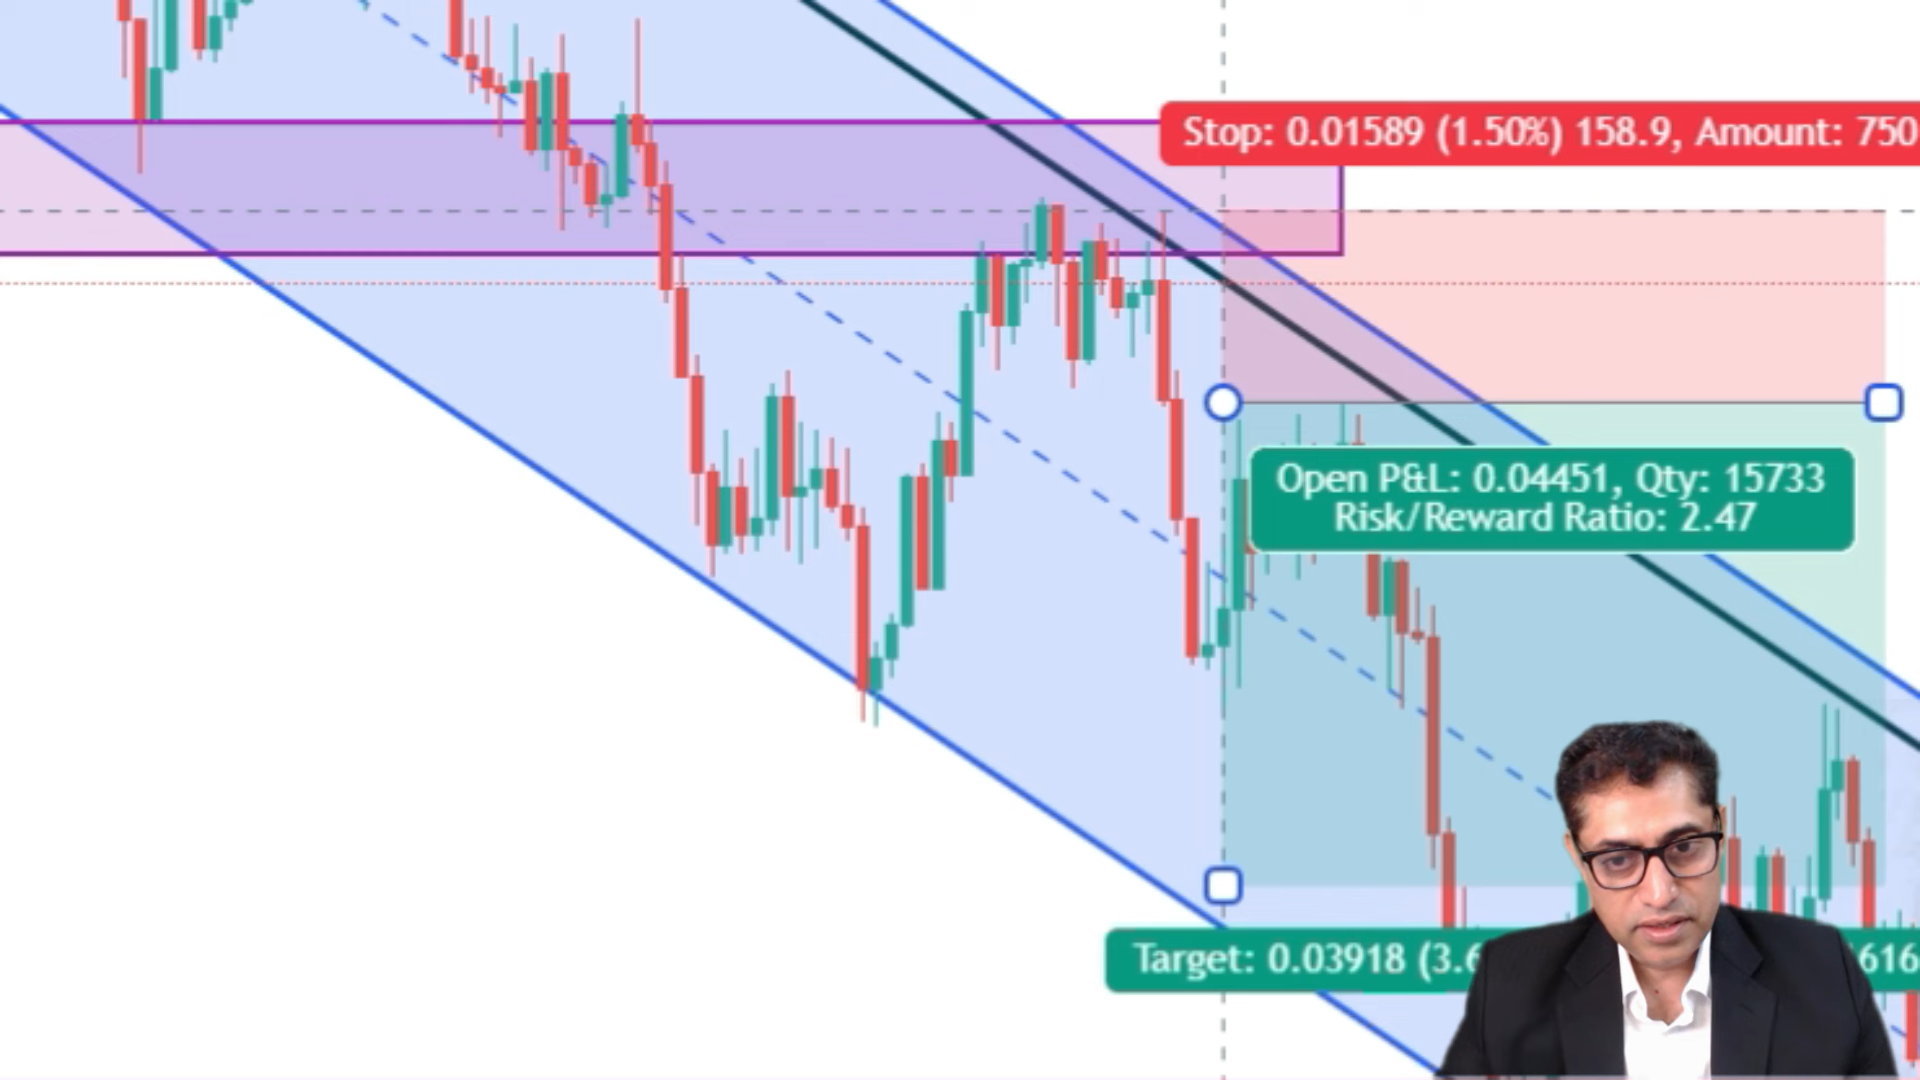 Stop: 0.01589 (1.50%) 158.9, Amount: 750
Open P&L: 0.04451, Qty: 15733
Risk/Reward Ratio: 2.47
Target: 0.03918 (3.6
616